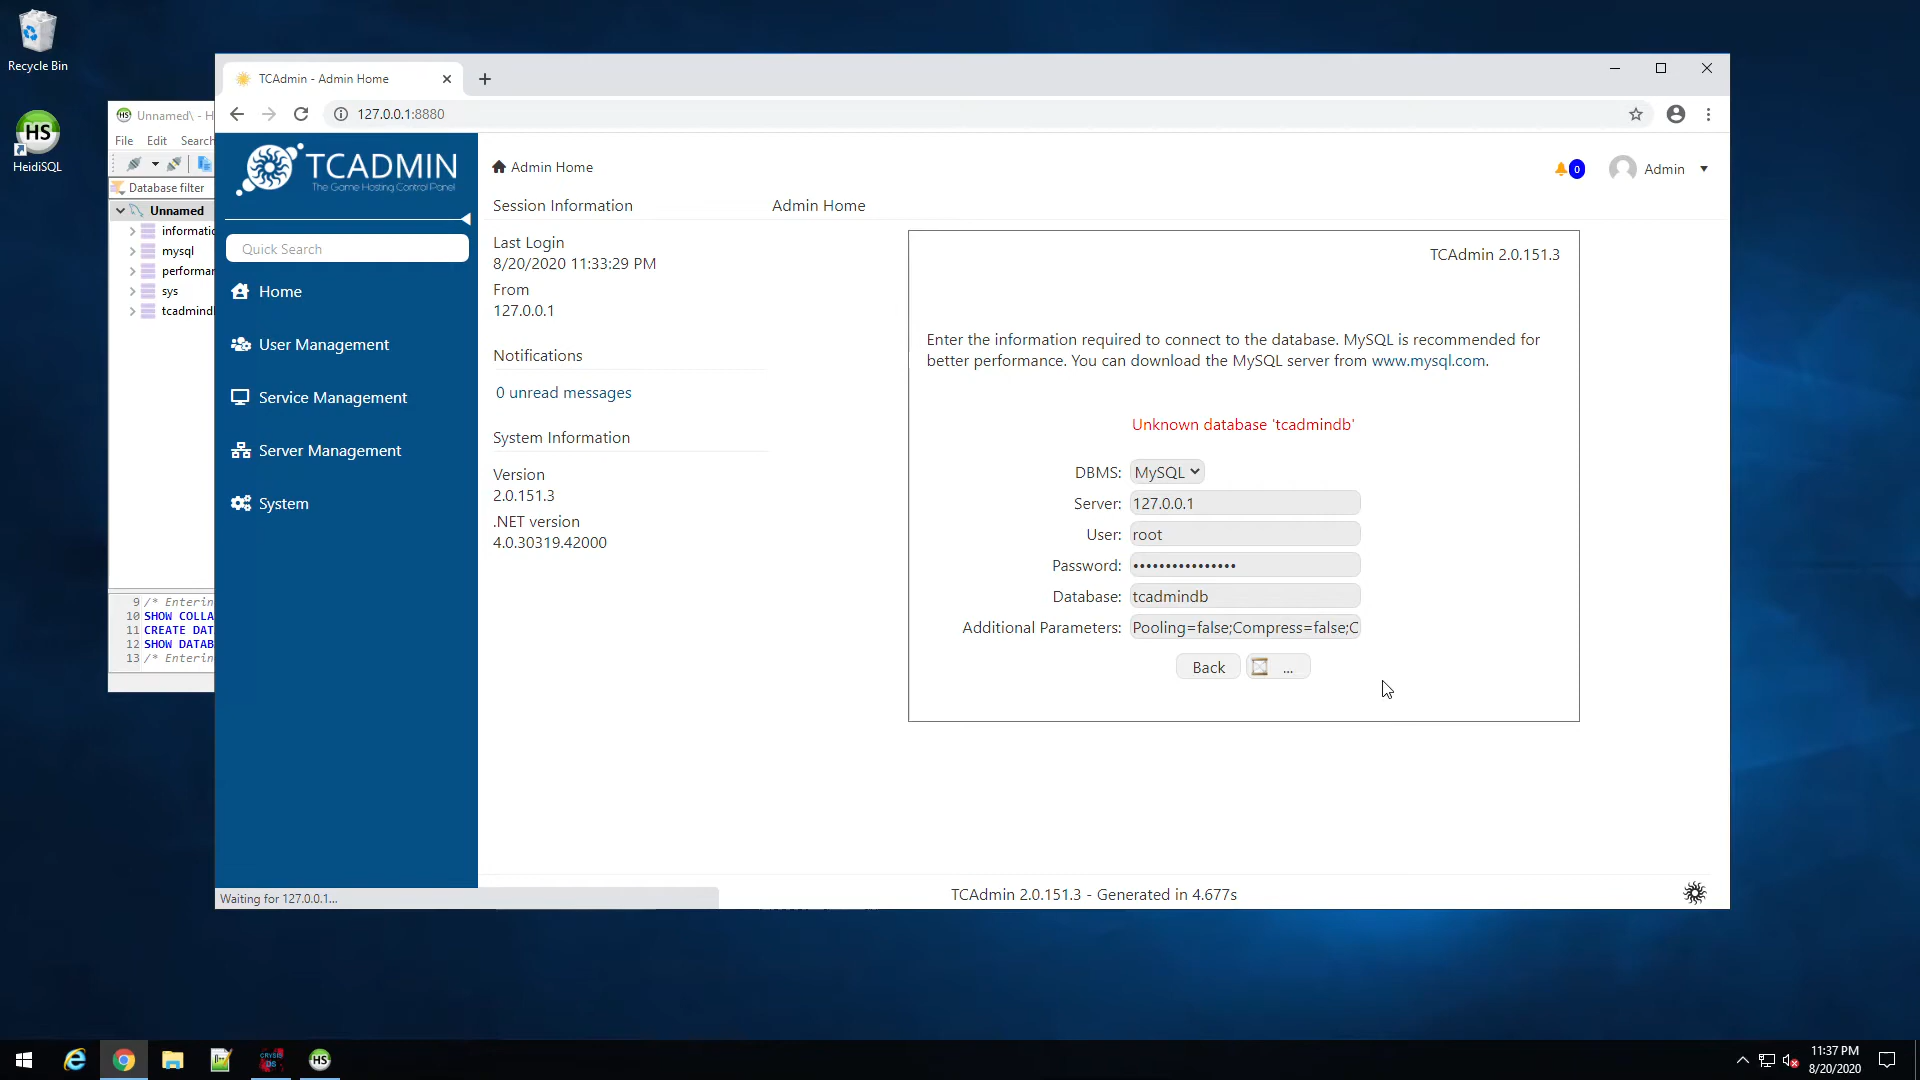 Recycle Bin
HeidiSQL
Unnamed\ - H
File Edit Search
Database filter
Unnamed
informatic
mysql
performar
sys
tcadmind
9 /* Enterin
10 SHOW COLLA
11 CREATE DAT
12 SHOW DATAB
13 /* Enterin
TCAdmin - Admin Home
127.0.0.1:8880
TCADMIN
The Game Hosting Control Panel
Quick Search
Home
User Management
Service Management
Server Management
System
Waiting for 127.0.0.1...
Admin Home
0
Admin
Session Information
Admin Home
Last Login
8/20/2020 11:33:29 PM
From
127.0.0.1
Notifications
0 unread messages
System Information
Version
2.0.151.3
.NET version
4.0.30319.42000
TCAdmin 2.0.151.3
Enter the information required to connect to the database. MySQL is recommended for
better performance. You can download the MySQL server from www.mysql.com.
Unknown database 'tcadmindb'
DBMS: MySQL
Server: 127.0.0.1
User: root
Password: ••••••••••••••••
Database: tcadmindb
Additional Parameters: Pooling=false;Compress=false;C
Back ...
TCAdmin 2.0.151.3 - Generated in 4.677s
CRYSIS
DS
HS
11:37 PM
8/20/2020